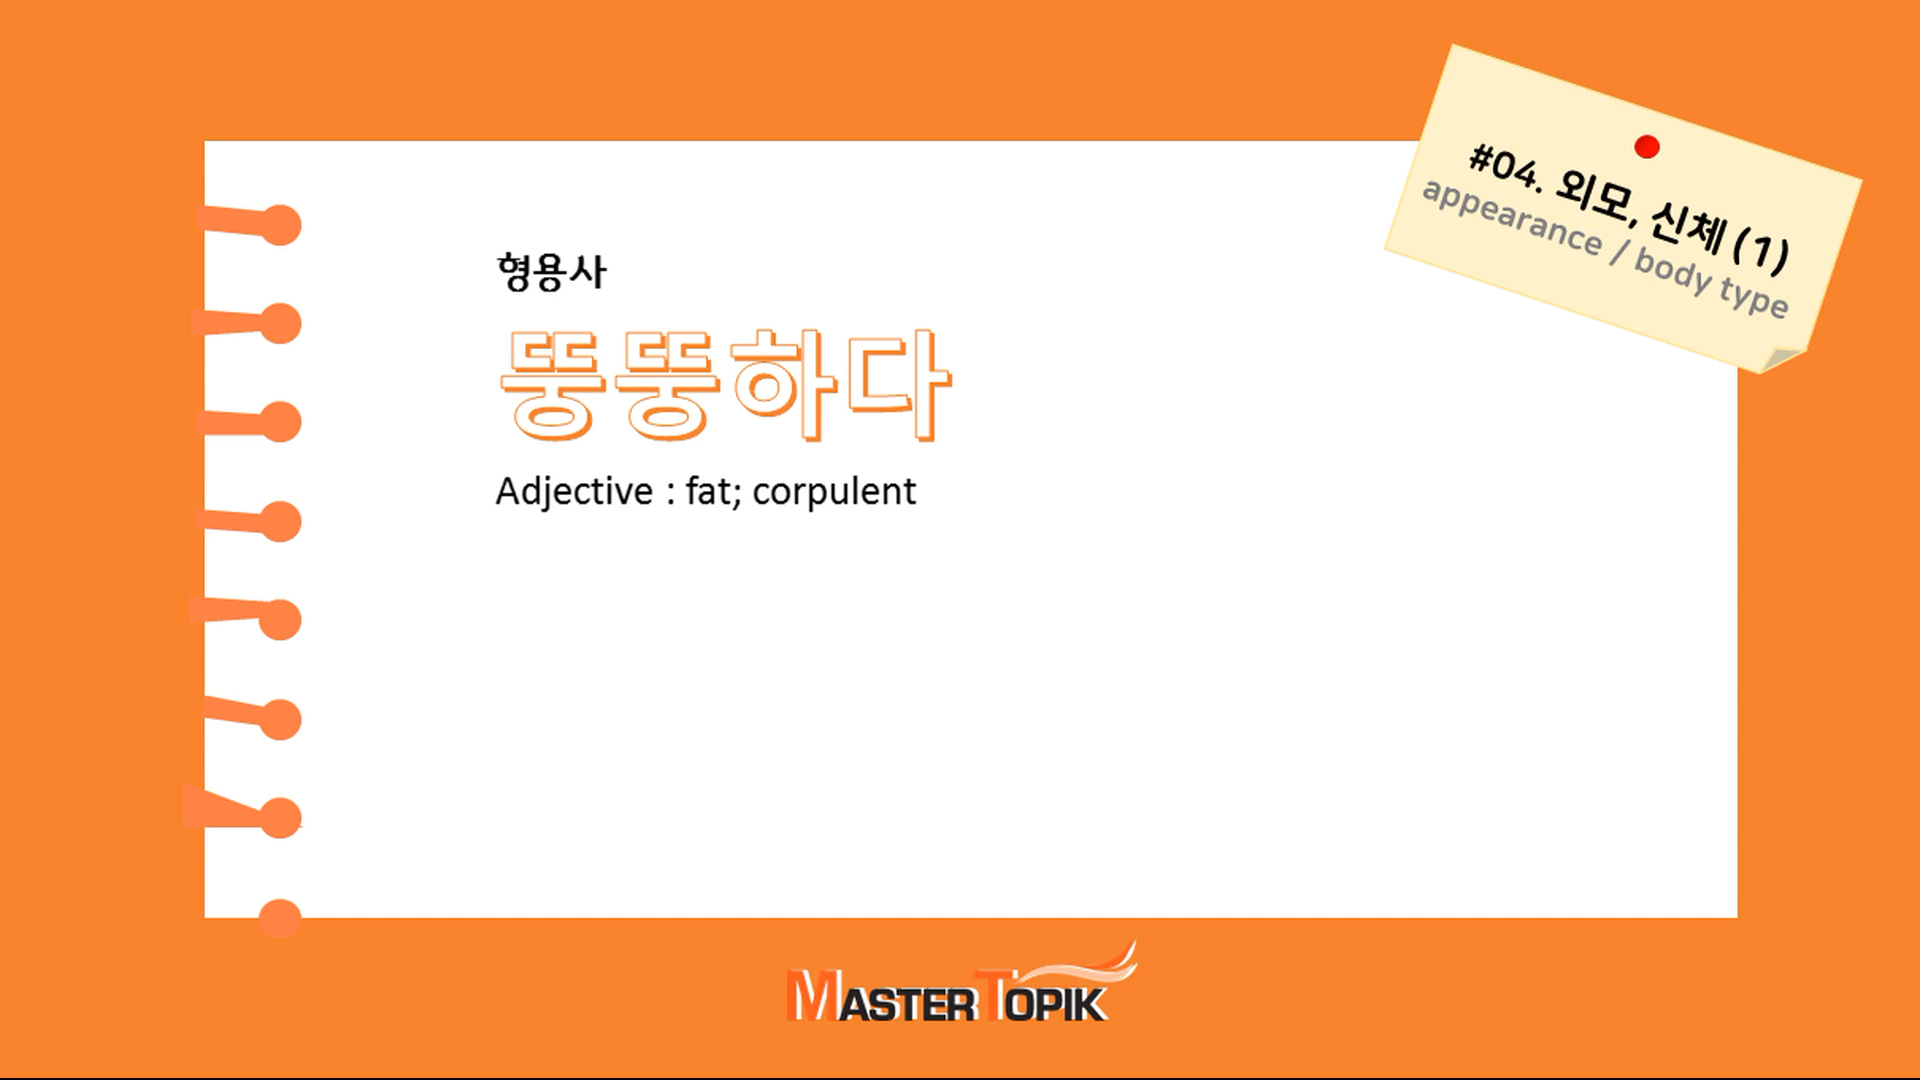 #04. 외모, 신체 (1)
appearance / body type
형용사
뚱뚱하다
Adjective : fat; corpulent
MASTER TOPIK